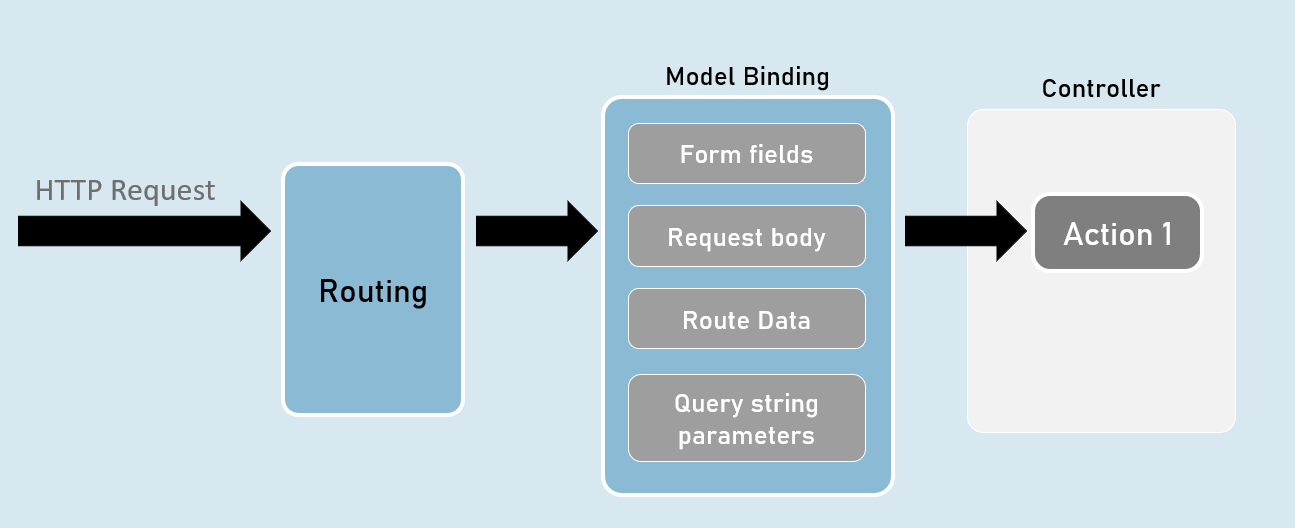 HTTP Request
Routing
Model Binding
Form fields
Request body
Route Data
Query string
parameters
Controller
Action 1